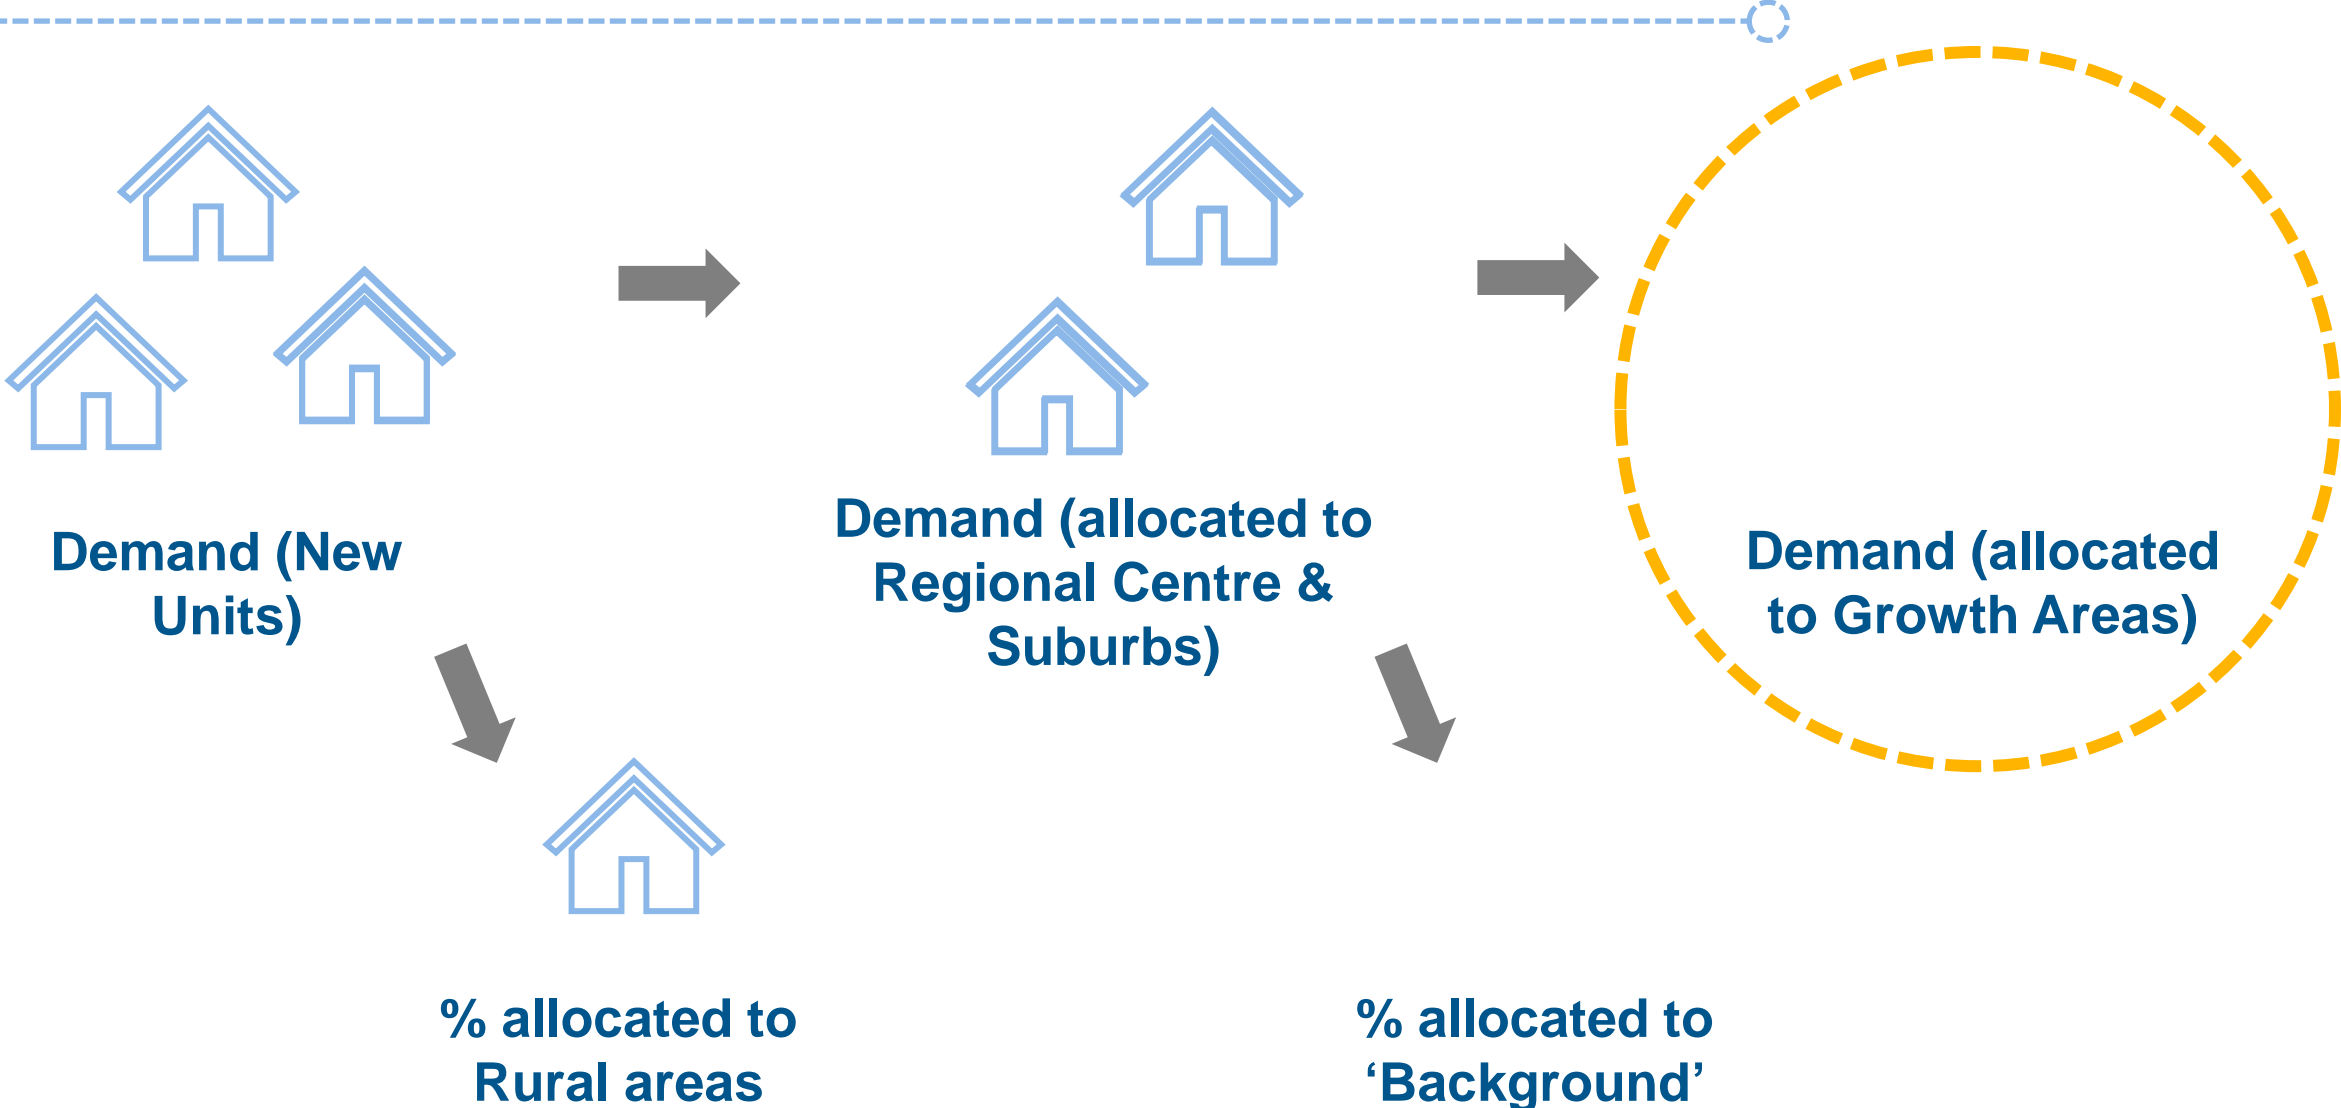 Demand (New
Units)
Demand (allocated to
Regional Centre &
Suburbs)
Demand (allocated
to Growth Areas)
% allocated to
Rural areas
% allocated to
‘Background’